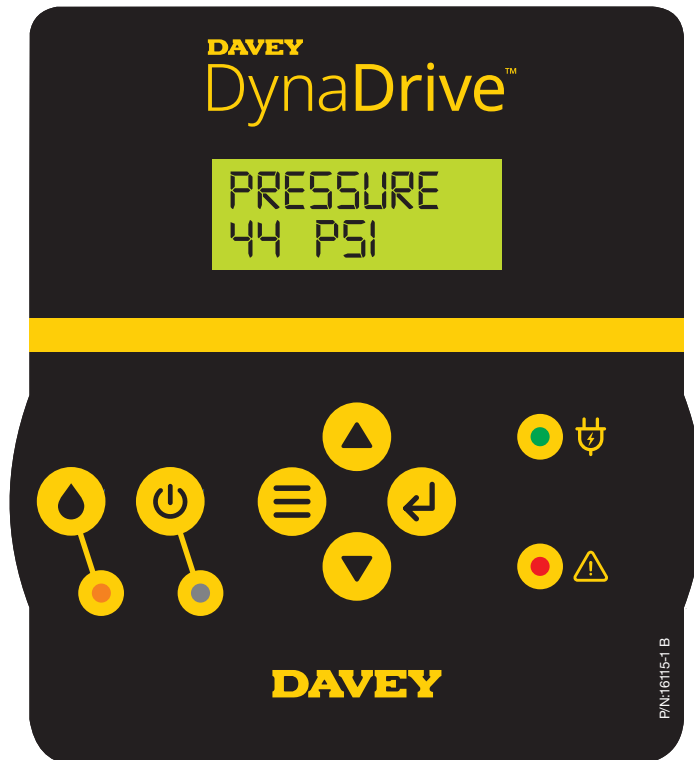 DAVEY
DynaDrive™
PRESSURE
44 PSI
DAVEY
P/N:16115-1 B